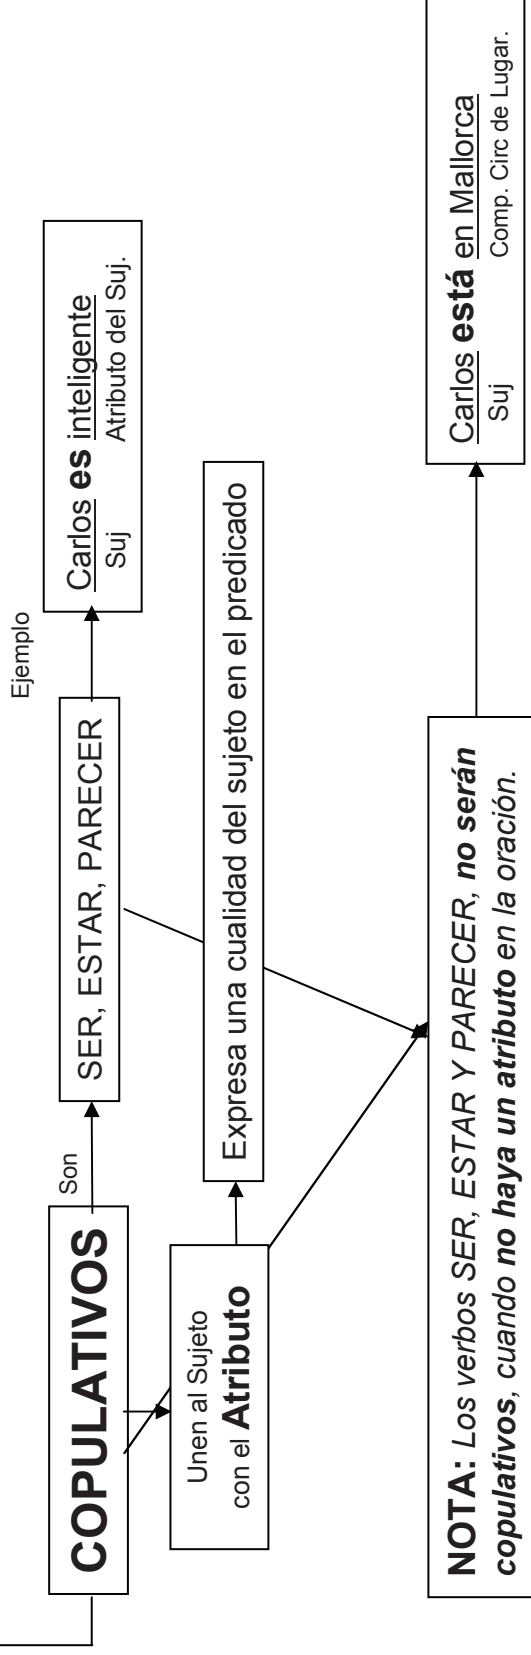 COPULATIVOS
Son
SER, ESTAR, PARECER
Ejemplo
Carlos es inteligente
Suj Atributo del Suj.
Unen al Sujeto
con el Atributo
Expresa una cualidad del sujeto en el predicado
NOTA: Los verbos SER, ESTAR Y PARECER, no serán
copulativos, cuando no haya un atributo en la oración.
Carlos está en Mallorca
Suj Comp. Circ de Lugar.